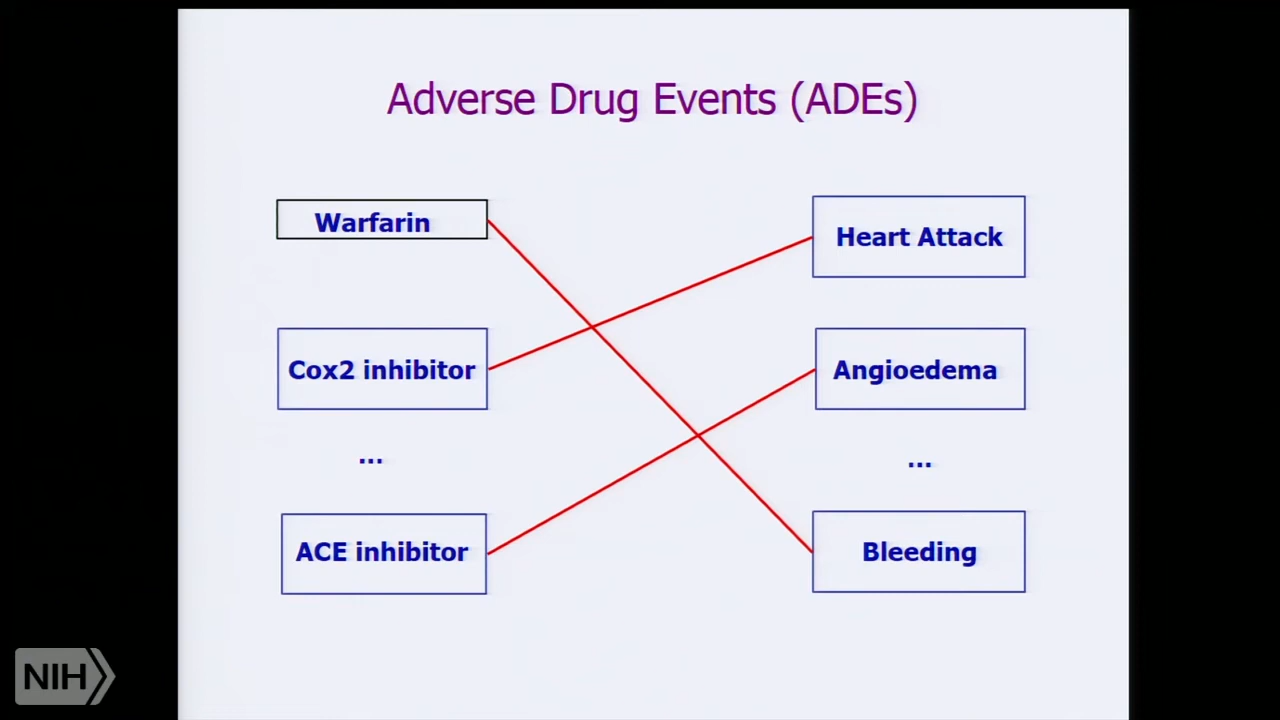 Adverse Drug Events (ADEs)
Warfarin
Heart Attack
Cox2 inhibitor
Angioedema
...
...
ACE inhibitor
Bleeding
NIH